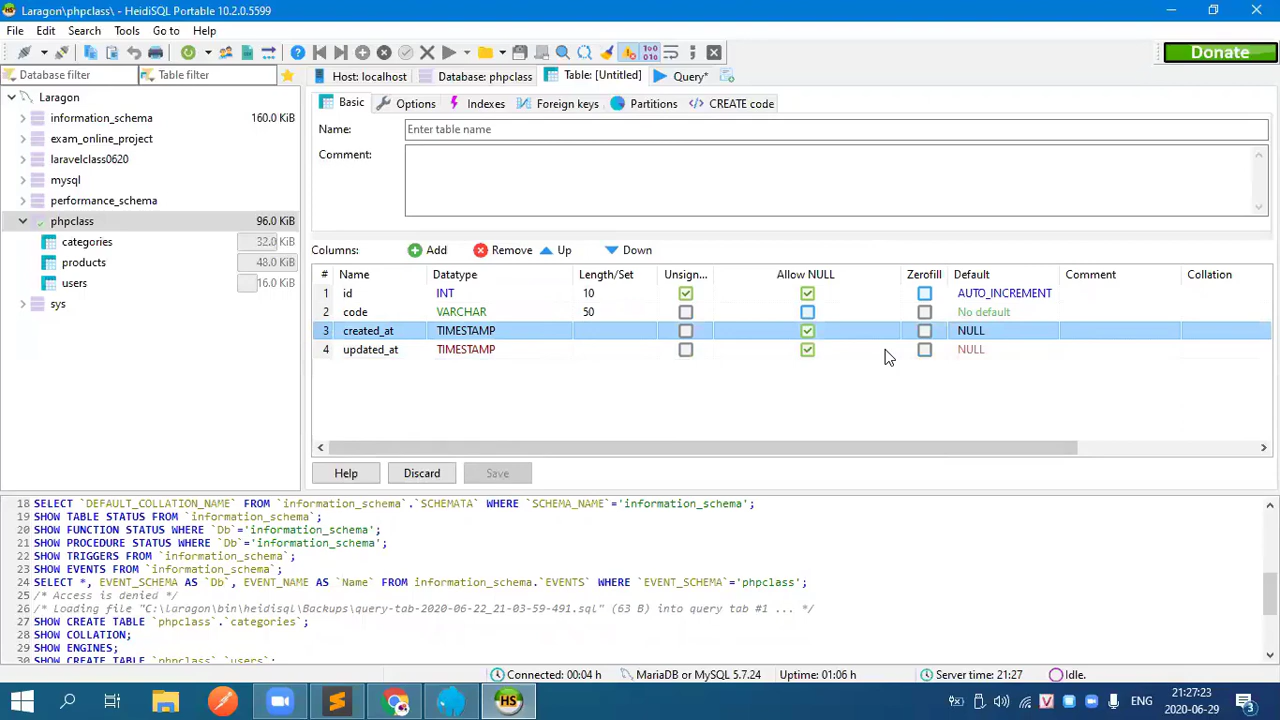 Laragon\phpclass\ - HeidiSQL Portable 10.2.0.5599
File Edit Search Tools Go to Help
Donate
Database filter Table filter Host: localhost Database: phpclass Table: [Untitled] Query*
Laragon
information_schema 160.0 KiB
exam_online_project
laravelclass0620
mysql
performance_schema
phpclass 96.0 KiB
categories 32.0 KiB
products 48.0 KiB
users 16.0 KiB
sys
Basic Options Indexes Foreign keys Partitions CREATE code
Name: Enter table name
Comment:
Columns: Add Remove Up Down
# Name Datatype Length/Set Unsign... Allow NULL Zerofill Default Comment Collation
1 id INT 10 AUTO_INCREMENT
2 code VARCHAR 50 No default
3 created_at TIMESTAMP NULL
4 updated_at TIMESTAMP NULL
Help Discard Save
18 SELECT `DEFAULT_COLLATION_NAME` FROM `information_schema`.`SCHEMATA` WHERE `SCHEMA_NAME`='information_schema';
19 SHOW TABLE STATUS FROM `information_schema`;
20 SHOW FUNCTION STATUS WHERE `Db`='information_schema';
21 SHOW PROCEDURE STATUS WHERE `Db`='information_schema';
22 SHOW TRIGGERS FROM `information_schema`;
23 SHOW EVENTS FROM `information_schema`;
24 SELECT *, EVENT_SCHEMA AS `Db`, EVENT_NAME AS `Name` FROM information_schema.`EVENTS` WHERE `EVENT_SCHEMA`='phpclass';
25 /* Access is denied */
26 /* Loading file "C:\laragon\bin\heidisql\Backups\query-tab-2020-06-22_21-03-59-491.sql" (63 B) into query tab #1 ... */
27 SHOW CREATE TABLE `phpclass`.`categories`;
28 SHOW COLLATION;
29 SHOW ENGINES;
30 SHOW CREATE TABLE `phpclass`.`users`;
Connected: 00:04 h MariaDB or MySQL 5.7.24 Uptime: 01:06 h Server time: 21:27 Idle.
ENG 21:27:23
2020-06-29 3